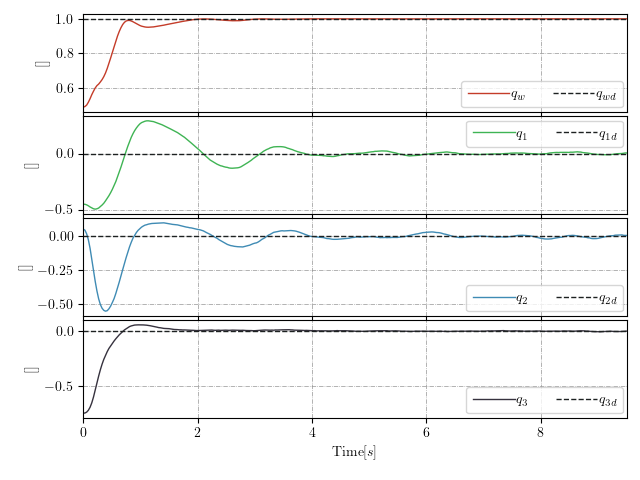 1.0
0.8
0.6
[]
q_w q_{wd}
0.0
−0.5
[]
q_1 q_{1d}
0.00
−0.25
−0.50
[]
q_2 q_{2d}
0.0
−0.5
[]
q_3 q_{3d}
0 2 4 6 8
Time[s]